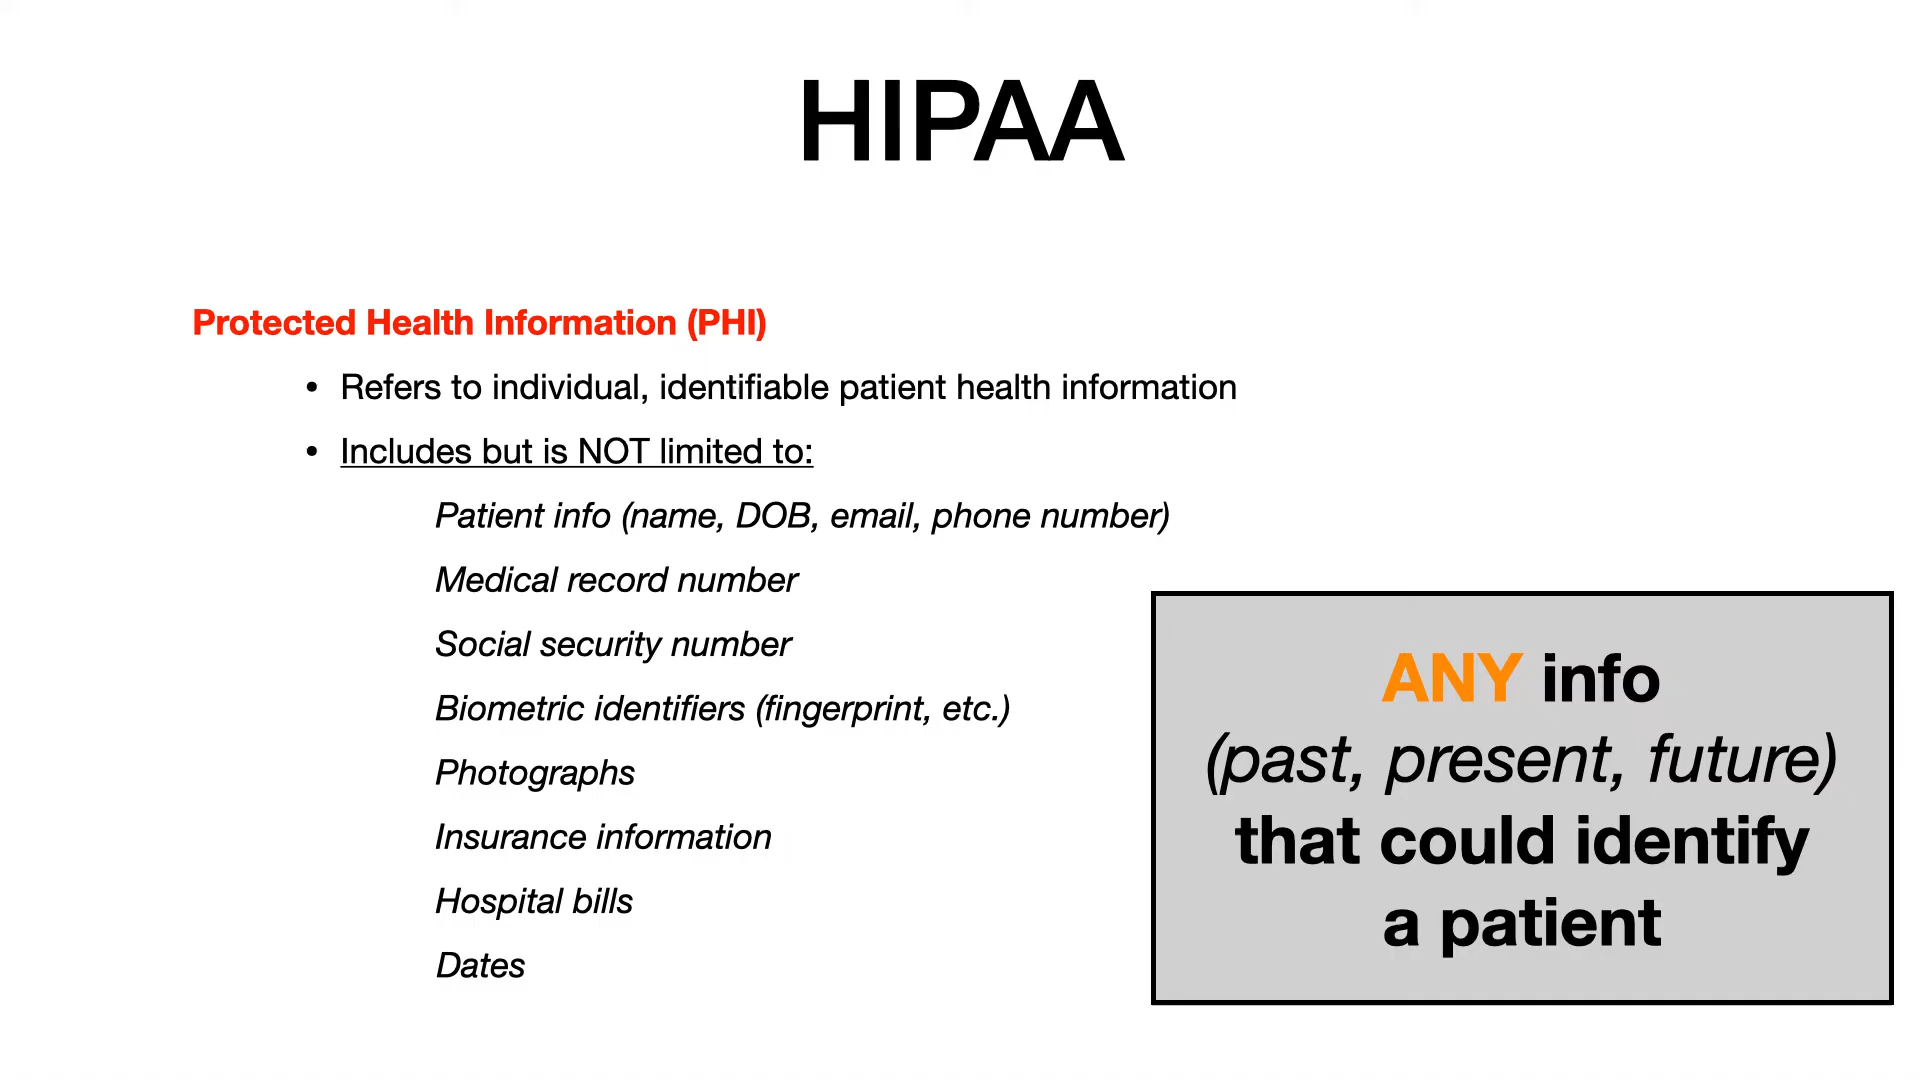 HIPAA
Protected Health Information (PHI)
• Refers to individual, identifiable patient health information
• Includes but is NOT limited to:
Patient info (name, DOB, email, phone number)
Medical record number
Social security number
Biometric identifiers (fingerprint, etc.)
Photographs
Insurance information
Hospital bills
Dates
ANY info
(past, present, future)
that could identify
a patient